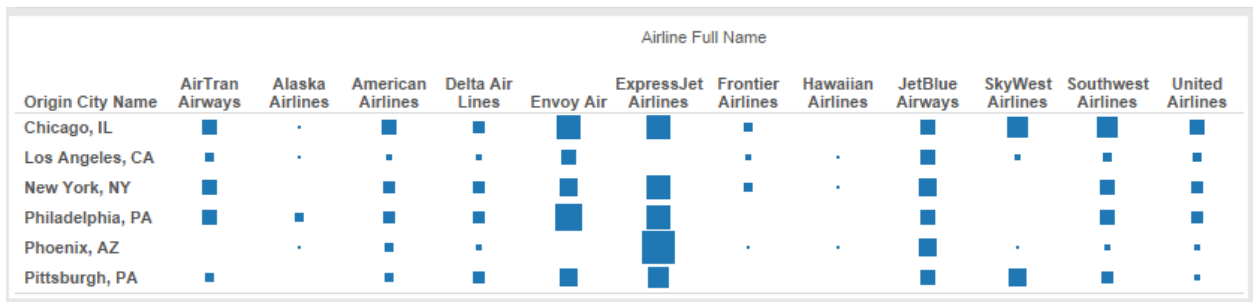 Airline Full Name
AirTran Alaska American Delta Air ExpressJet Frontier Hawaiian JetBlue SkyWest Southwest United
Origin City Name Airways Airlines Airlines Lines Envoy Air Airlines Airlines Airlines Airways Airlines Airlines Airlines
Chicago, IL
Los Angeles, CA
New York, NY
Philadelphia, PA
Phoenix, AZ
Pittsburgh, PA